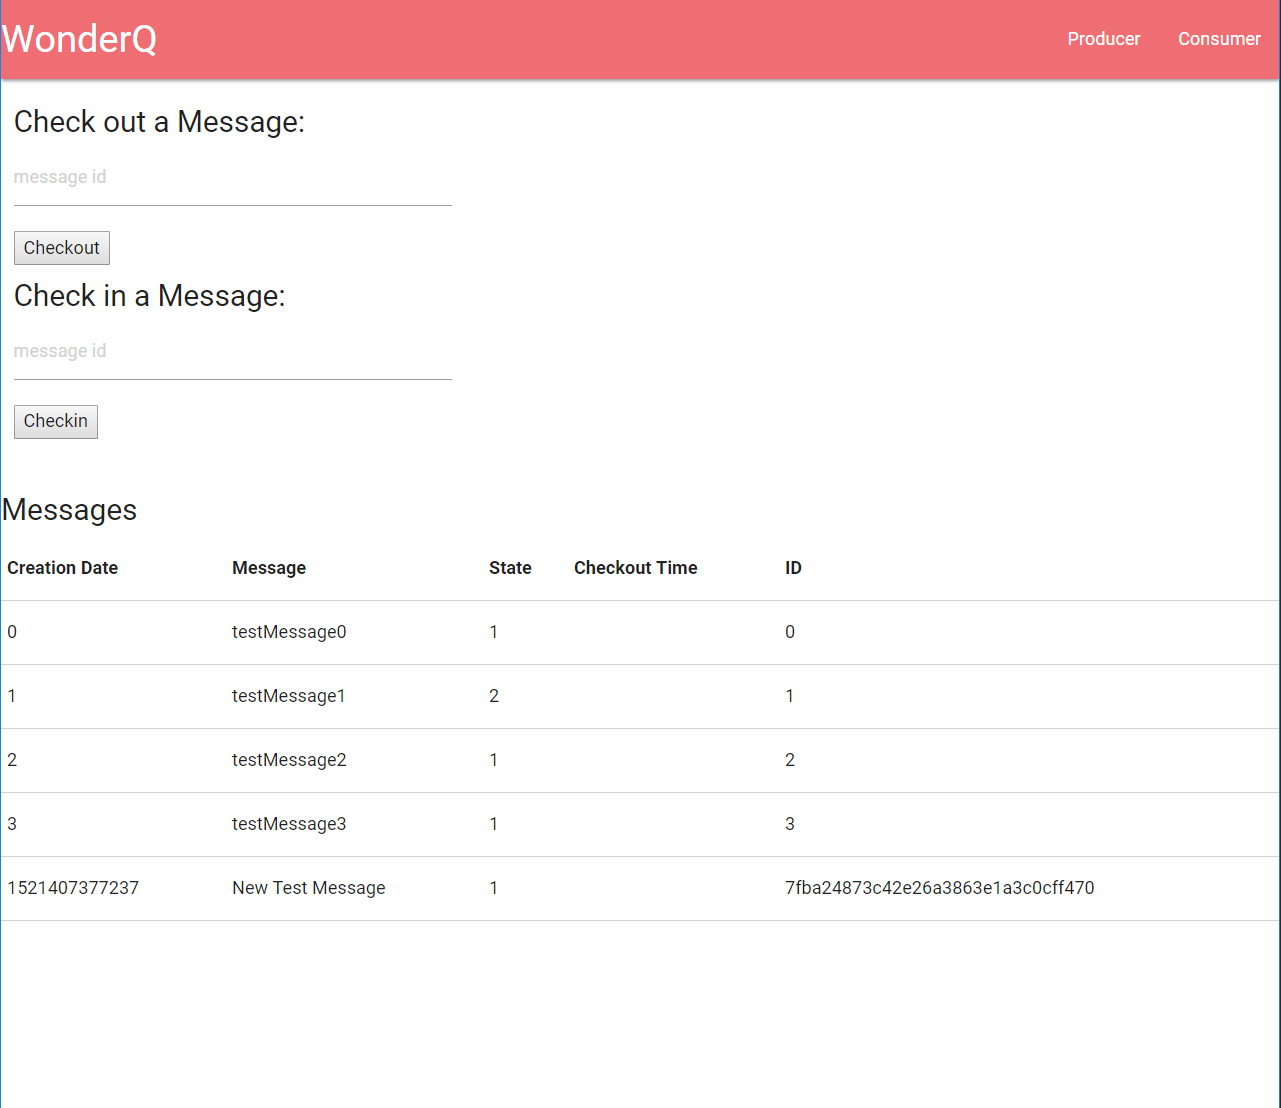 WonderQ Producer Consumer
Check out a Message:
message id
Checkout
Check in a Message:
message id
Checkin
Messages
Creation Date Message State Checkout Time ID
0 testMessage0 1 0
1 testMessage1 2 1
2 testMessage2 1 2
3 testMessage3 1 3
1521407377237 New Test Message 1 7fba24873c42e26a3863e1a3c0cff470